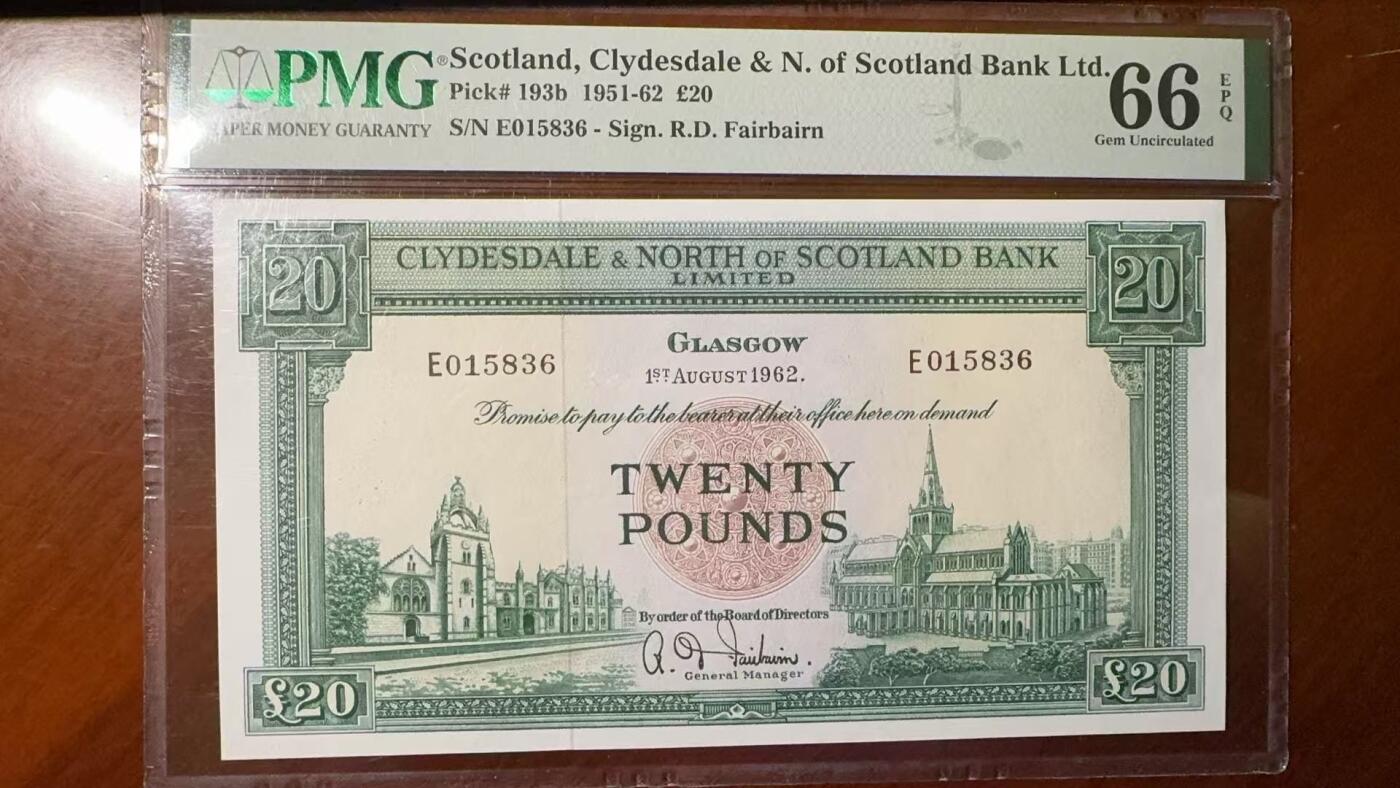 PMG® Scotland, Clydesdale & N. of Scotland Bank Ltd. 66 EPQ
Pick# 193b 1951-62 £20
PAPER MONEY GUARANTY S/N E015836 - Sign. R.D. Fairbairn Gem Uncirculated
20 CLYDESDALE & NORTH OF SCOTLAND BANK 20
LIMITED
GLASGOW
E015836 1ST AUGUST 1962. E015836
Promise to pay to the bearer at their office here on demand
TWENTY
POUNDS
By order of the Board of Directors
R. D. Fairbairn.
General Manager
£20 £20